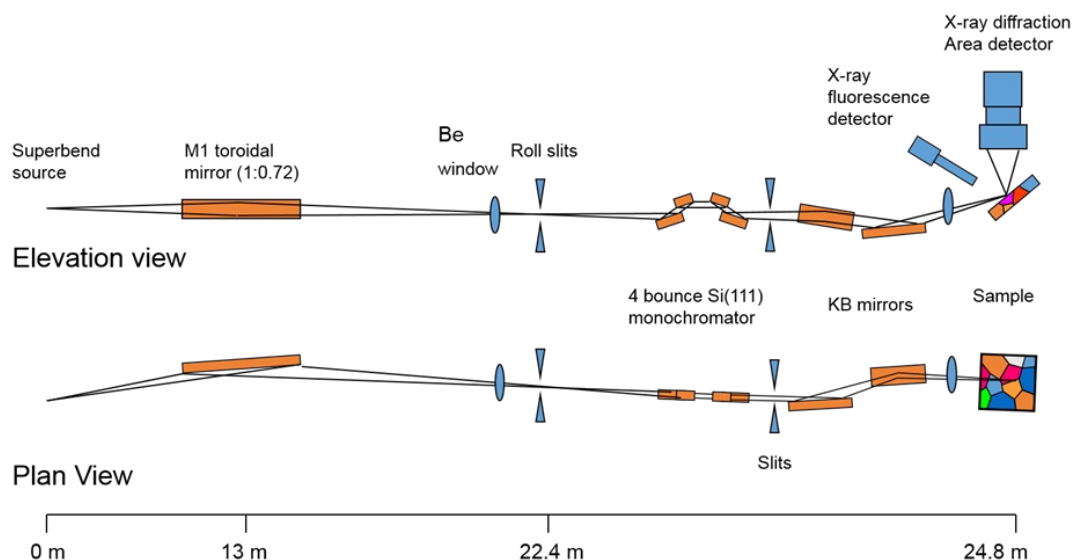 X-ray diffraction
Area detector
X-ray
fluorescence
detector
Be
window
Roll slits
Superbend
source
M1 toroidal
mirror (1:0.72)
Elevation view
4 bounce Si(111)
monochromator
KB mirrors
Sample
Slits
Plan View
0 m
13 m
22.4 m
24.8 m